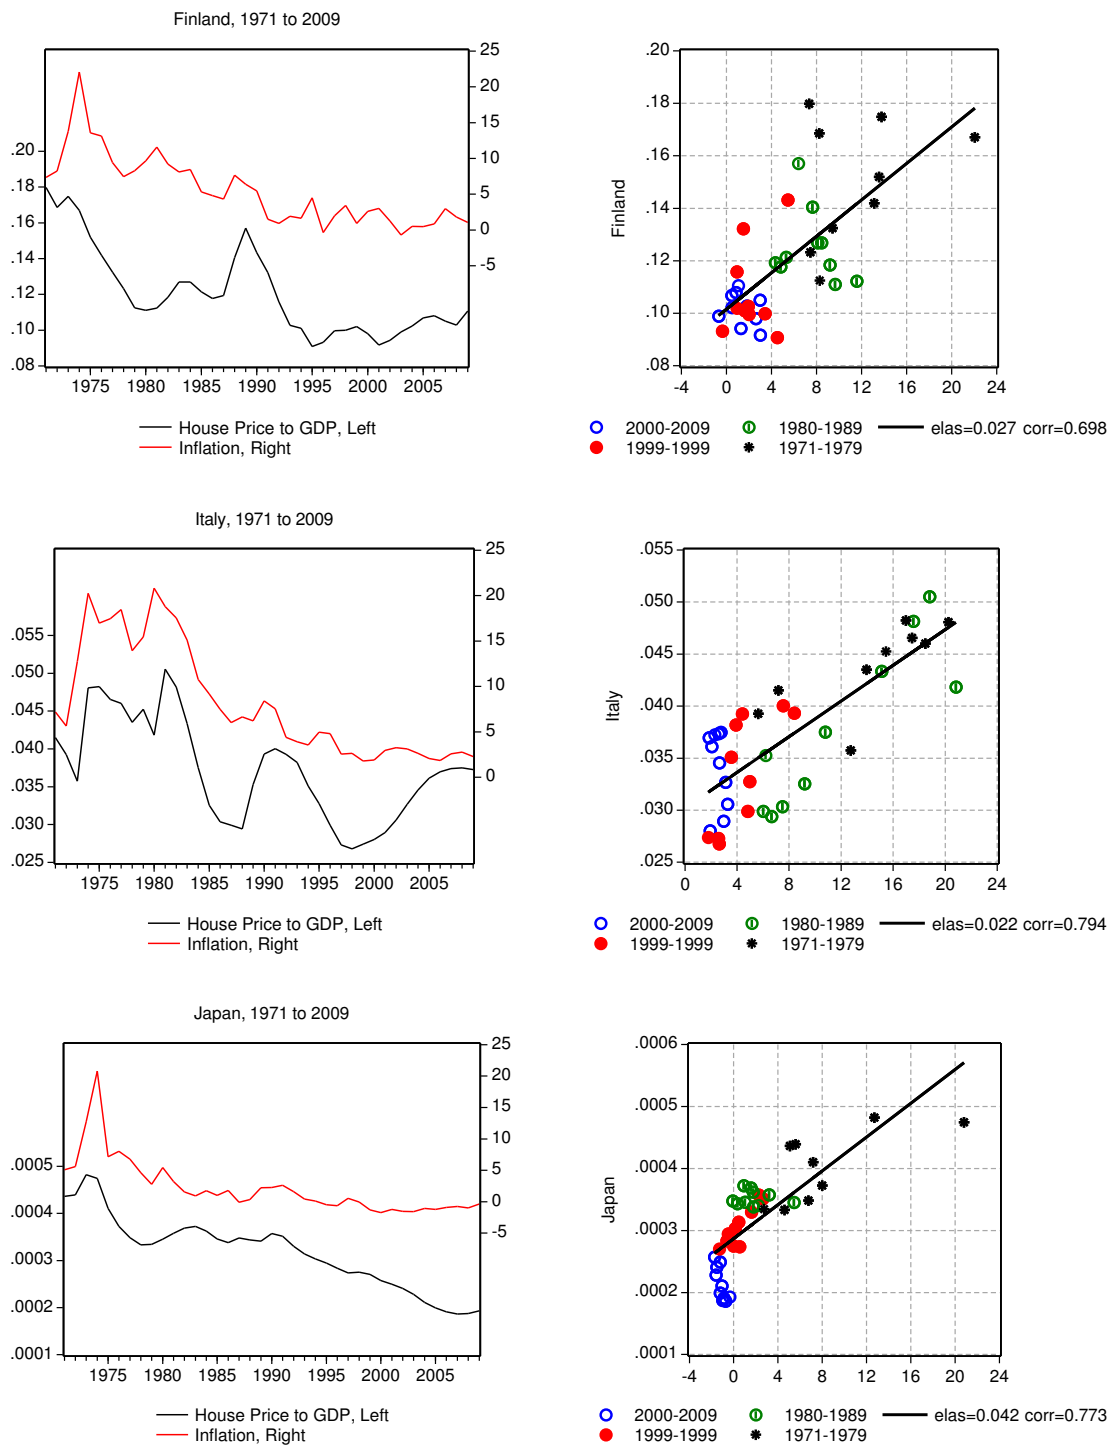 Finland, 1971 to 2009
25
20
15
10
5
0
-5
.20
.18
.16
.14
.12
.10
.08
1975 1980 1985 1990 1995 2000 2005
House Price to GDP, Left
Inflation, Right
.20
.18
.16
.14
.12
.10
.08
Finland
-4 0 4 8 12 16 20 24
2000-2009 1980-1989 elas=0.027 corr=0.698
1999-1999 1971-1979
Italy, 1971 to 2009
25
20
15
10
5
0
.055
.050
.045
.040
.035
.030
.025
1975 1980 1985 1990 1995 2000 2005
House Price to GDP, Left
Inflation, Right
.055
.050
.045
.040
.035
.030
.025
Italy
0 4 8 12 16 20 24
2000-2009 1980-1989 elas=0.022 corr=0.794
1999-1999 1971-1979
Japan, 1971 to 2009
25
20
15
10
5
0
-5
.0005
.0004
.0003
.0002
.0001
1975 1980 1985 1990 1995 2000 2005
House Price to GDP, Left
Inflation, Right
.0006
.0005
.0004
.0003
.0002
.0001
Japan
-4 0 4 8 12 16 20 24
2000-2009 1980-1989 elas=0.042 corr=0.773
1999-1999 1971-1979